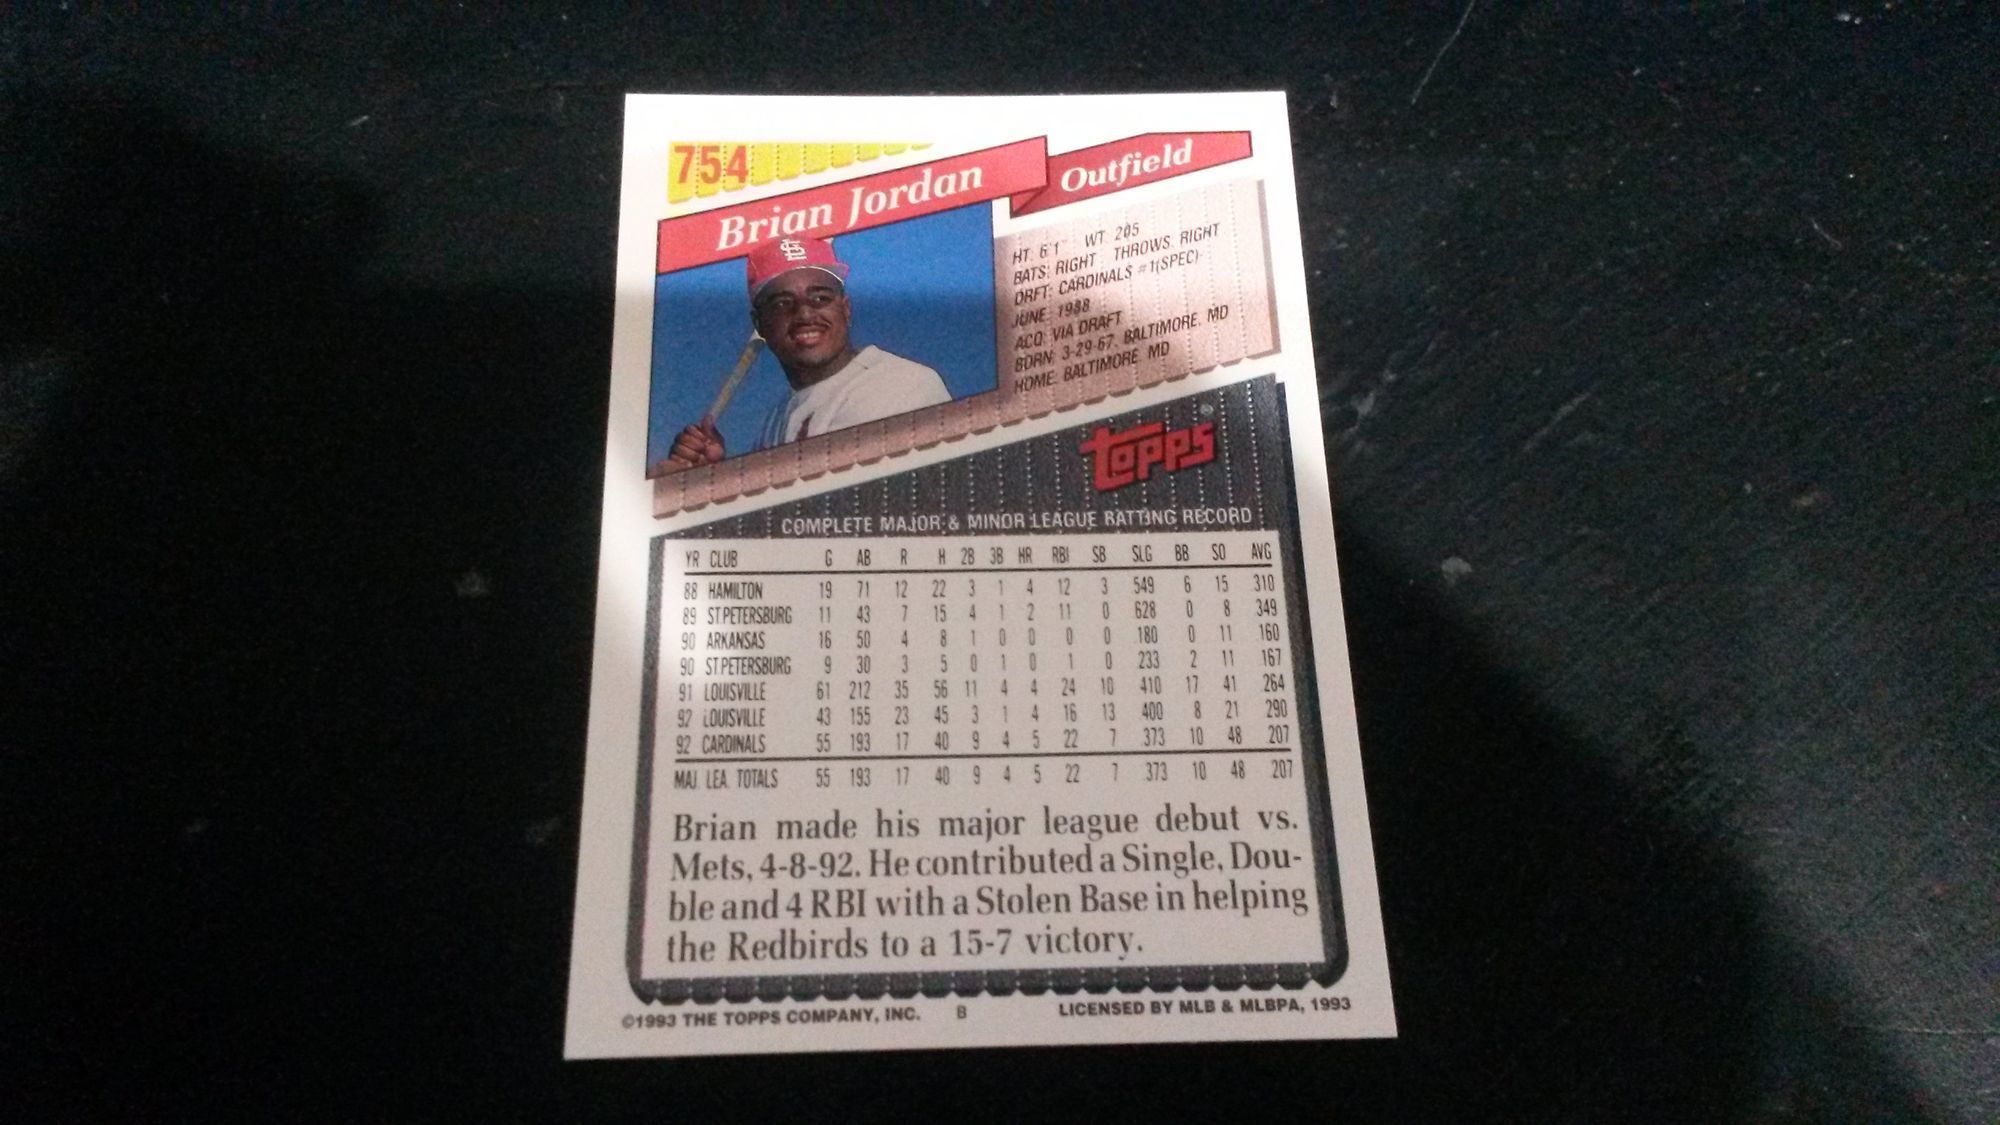 754
Brian Jordan
Outfield
HT: 6'1" WT: 205
BATS: RIGHT THROWS: RIGHT
DRFT: CARDINALS #1(SPEC)-
JUNE, 1988
ACQ: VIA DRAFT
BORN: 3-29-67, BALTIMORE, MD
HOME: BALTIMORE, MD
Topps
COMPLETE MAJOR & MINOR LEAGUE BATTING RECORD
YR CLUB G AB R H 2B 3B HR RBI SB SLG BB SO AVG
88 HAMILTON 19 71 12 22 3 1 4 12 3 549 6 15 310
89 ST.PETERSBURG 11 43 7 15 4 1 2 11 0 628 0 8 349
90 ARKANSAS 16 50 4 8 1 0 0 0 0 180 0 11 160
90 ST.PETERSBURG 9 30 3 5 0 1 0 1 0 233 2 11 167
91 LOUISVILLE 61 212 35 56 11 4 4 24 10 410 17 41 264
92 LOUISVILLE 43 155 23 45 3 1 4 16 13 400 8 21 290
92 CARDINALS 55 193 17 40 9 4 5 22 7 373 10 48 207
MAJ. LEA. TOTALS 55 193 17 40 9 4 5 22 7 373 10 48 207
Brian made his major league debut vs.
Mets, 4-8-92. He contributed a Single, Dou-
ble and 4 RBI with a Stolen Base in helping
the Redbirds to a 15-7 victory.
©1993 THE TOPPS COMPANY, INC. B LICENSED BY MLB & MLBPA, 1993